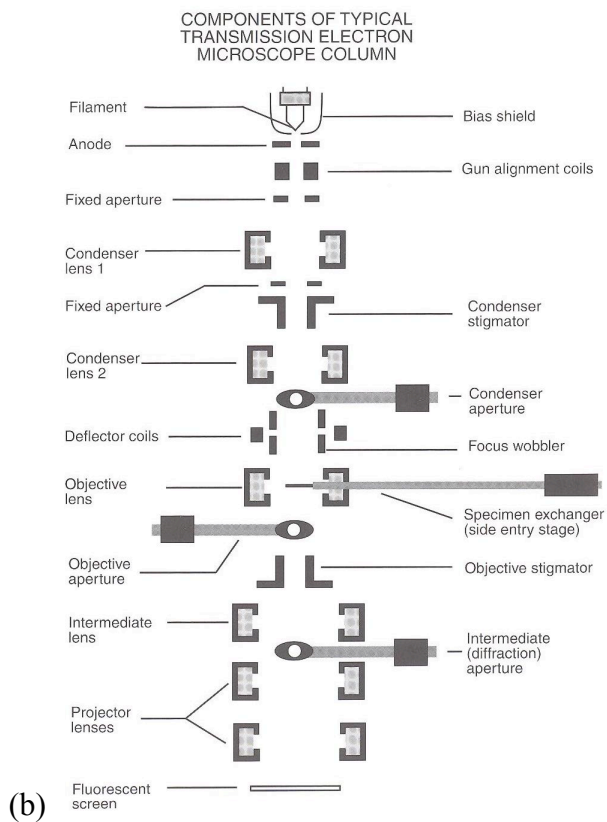 COMPONENTS OF TYPICAL
TRANSMISSION ELECTRON
MICROSCOPE COLUMN
Filament
Bias shield
Anode
Gun alignment coils
Fixed aperture
Condenser
lens 1
Fixed aperture
Condenser
stigmator
Condenser
lens 2
Condenser
aperture
Deflector coils
Focus wobbler
Objective
lens
Specimen exchanger
(side entry stage)
Objective
aperture
Objective stigmator
Intermediate
lens
Intermediate
(diffraction)
aperture
Projector
lenses
Fluorescent
screen
(b)